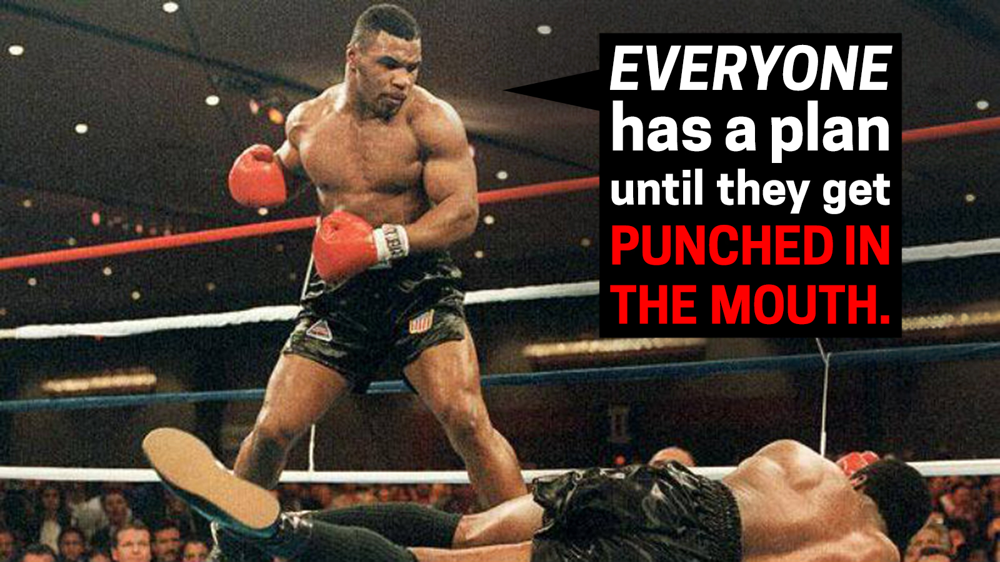 EVERYONE
has a plan
until they get
PUNCHED IN
THE MOUTH.